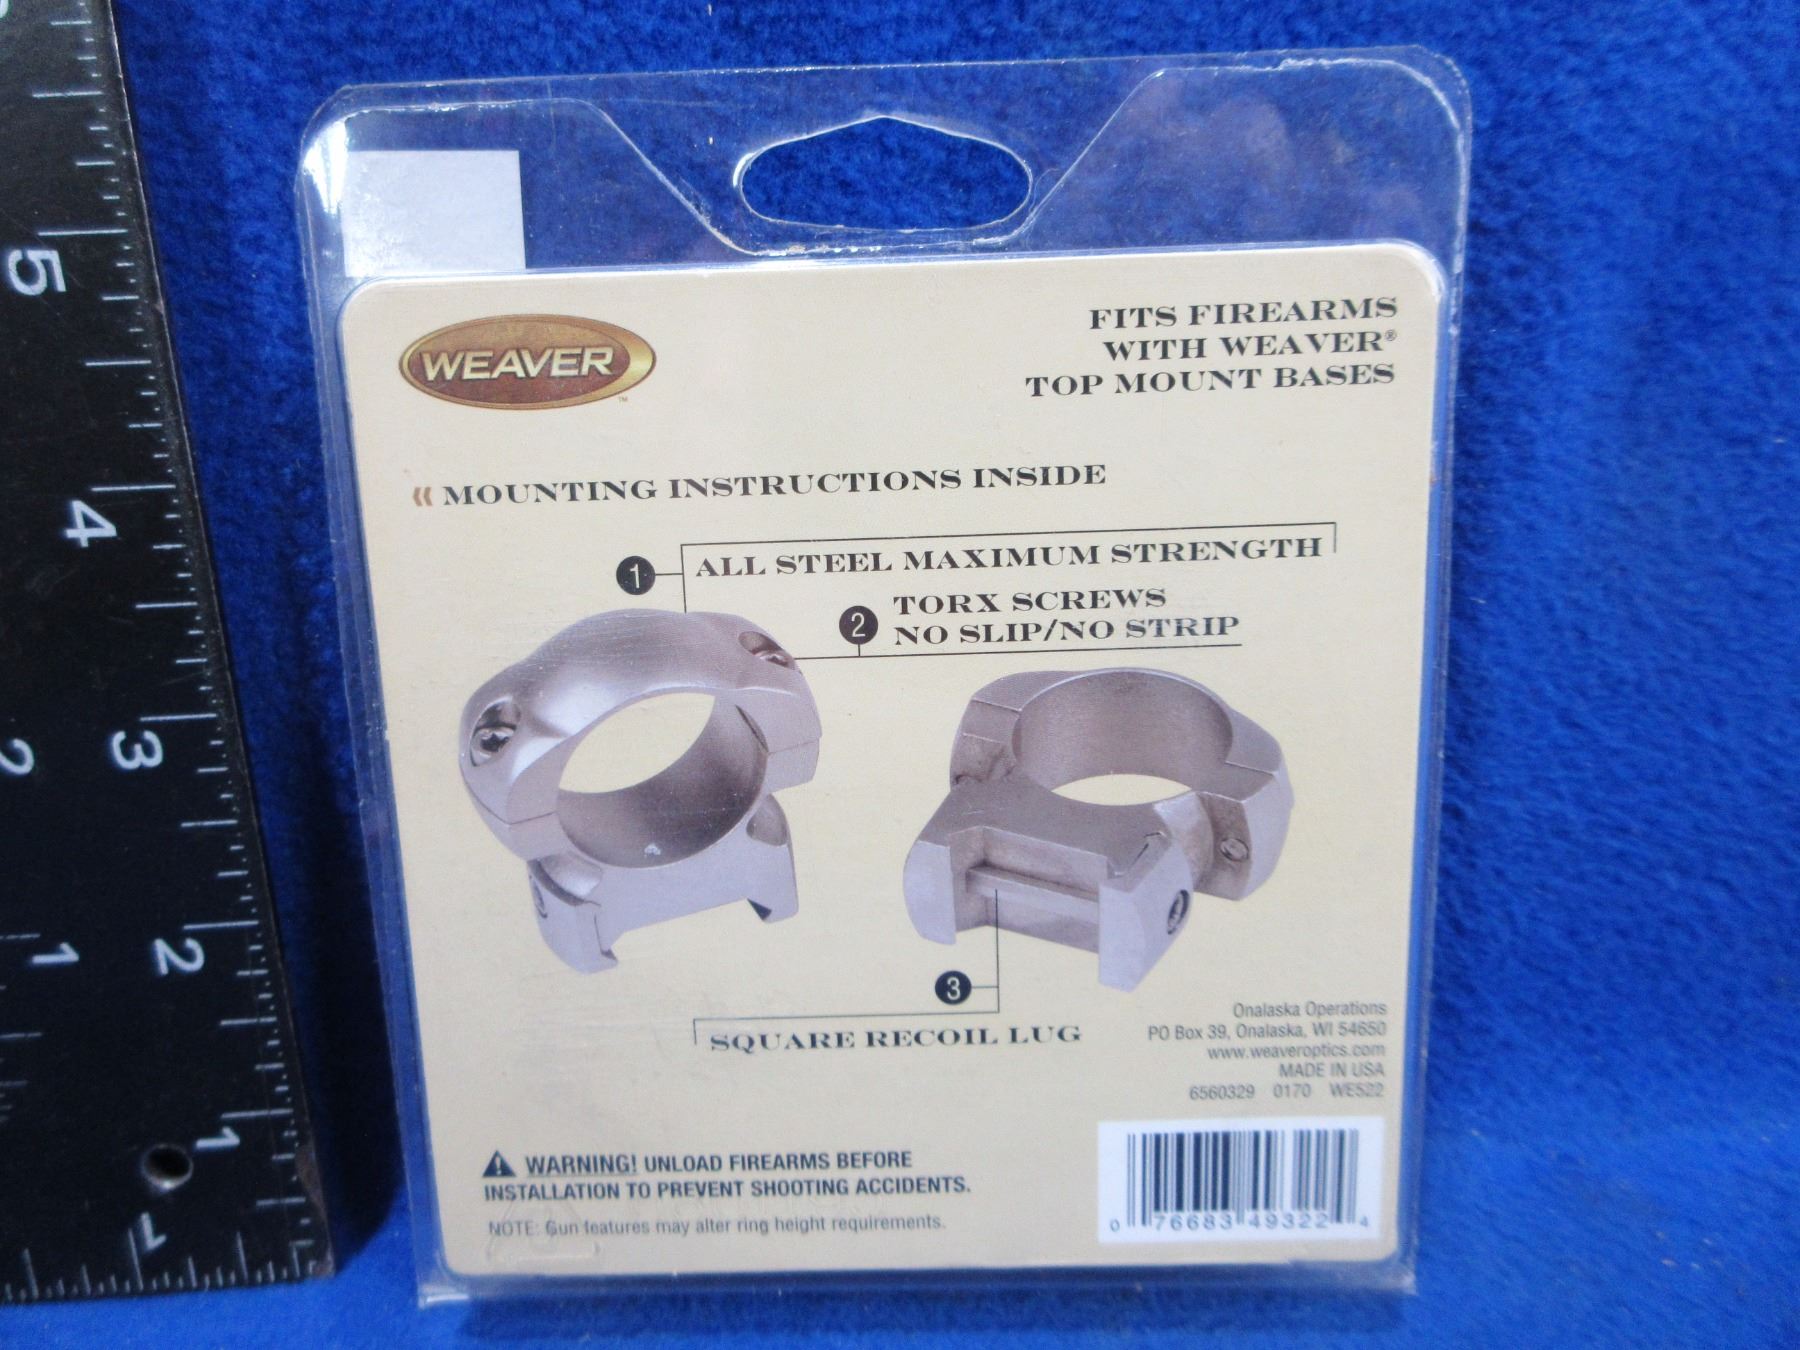 WEAVER
™
FITS FIREARMS
WITH WEAVER®
TOP MOUNT BASES
‹‹ MOUNTING INSTRUCTIONS INSIDE
1 ALL STEEL MAXIMUM STRENGTH
2 TORX SCREWS
NO SLIP/NO STRIP
3
SQUARE RECOIL LUG
Onalaska Operations
PO Box 39, Onalaska, WI 54650
www.weaveroptics.com
MADE IN USA
6560329 0170 WE522
WARNING! UNLOAD FIREARMS BEFORE
INSTALLATION TO PREVENT SHOOTING ACCIDENTS.
NOTE: Gun features may alter ring height requirements.
0 76683 49322 4
5
4
3
2
1
2
1